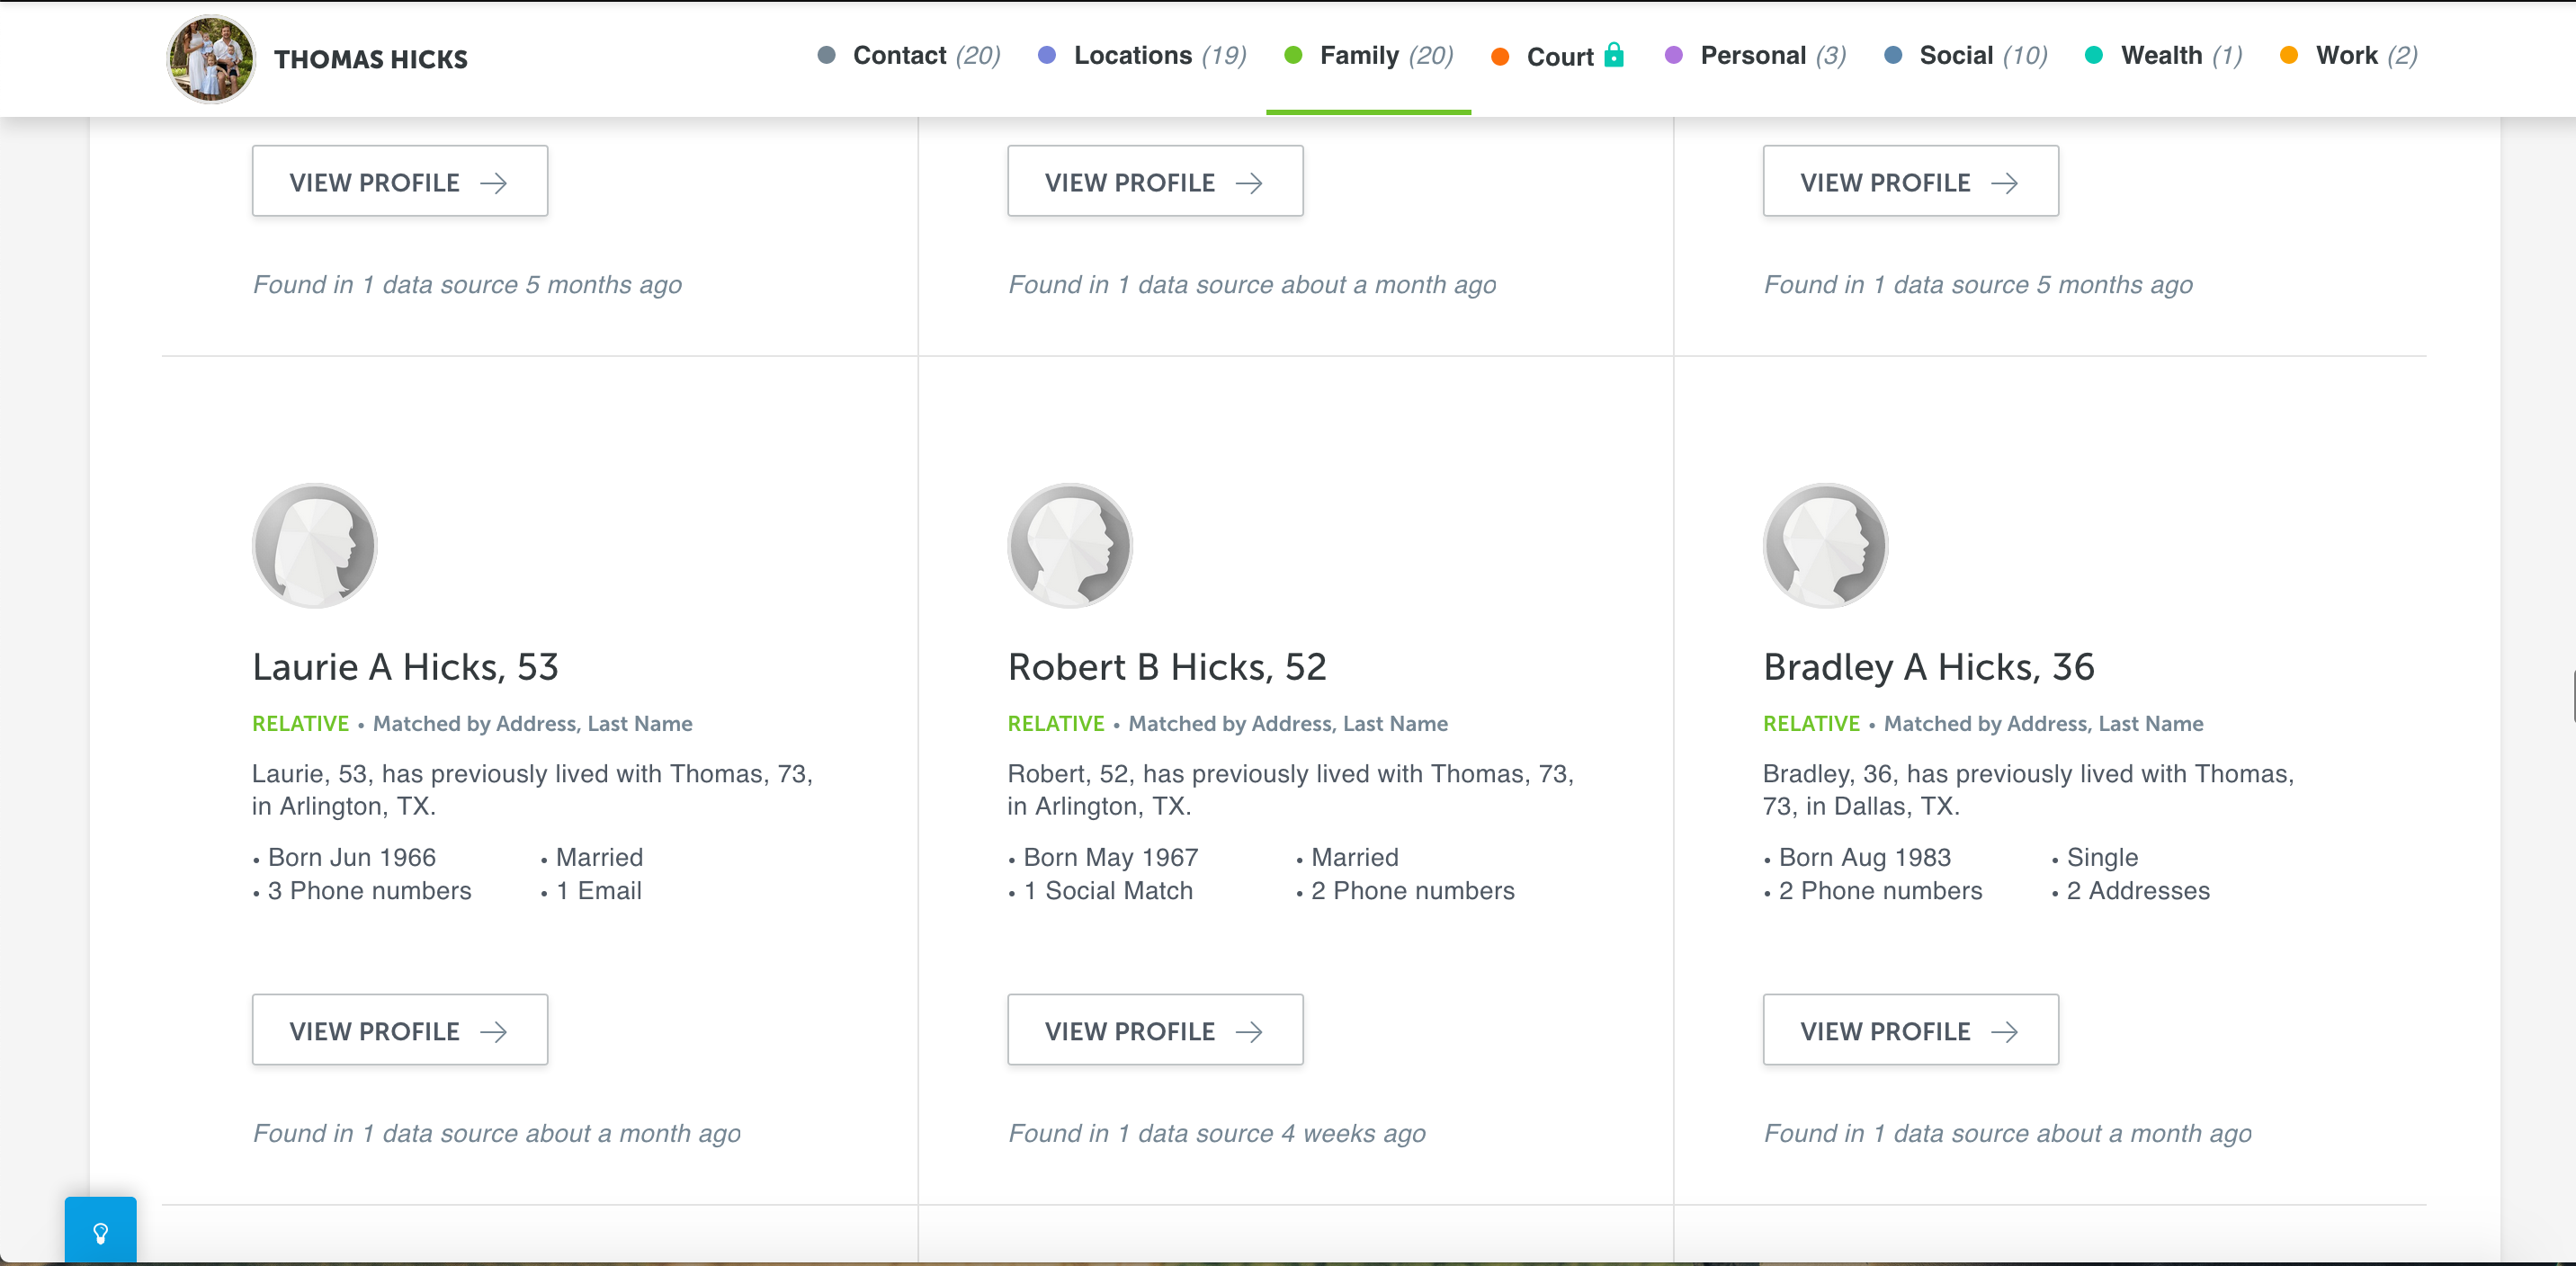 THOMAS HICKS
Contact (20) Locations (19) Family (20) Court Personal (3) Social (10) Wealth (1) Work (2)
VIEW PROFILE → VIEW PROFILE → VIEW PROFILE →
Found in 1 data source 5 months ago
Found in 1 data source about a month ago
Found in 1 data source 5 months ago
Laurie A Hicks, 53
RELATIVE • Matched by Address, Last Name
Laurie, 53, has previously lived with Thomas, 73,
in Arlington, TX.
• Born Jun 1966 • Married
• 3 Phone numbers • 1 Email
VIEW PROFILE →
Found in 1 data source about a month ago
Robert B Hicks, 52
RELATIVE • Matched by Address, Last Name
Robert, 52, has previously lived with Thomas, 73,
in Arlington, TX.
• Born May 1967 • Married
• 1 Social Match • 2 Phone numbers
VIEW PROFILE →
Found in 1 data source 4 weeks ago
Bradley A Hicks, 36
RELATIVE • Matched by Address, Last Name
Bradley, 36, has previously lived with Thomas,
73, in Dallas, TX.
• Born Aug 1983 • Single
• 2 Phone numbers • 2 Addresses
VIEW PROFILE →
Found in 1 data source about a month ago